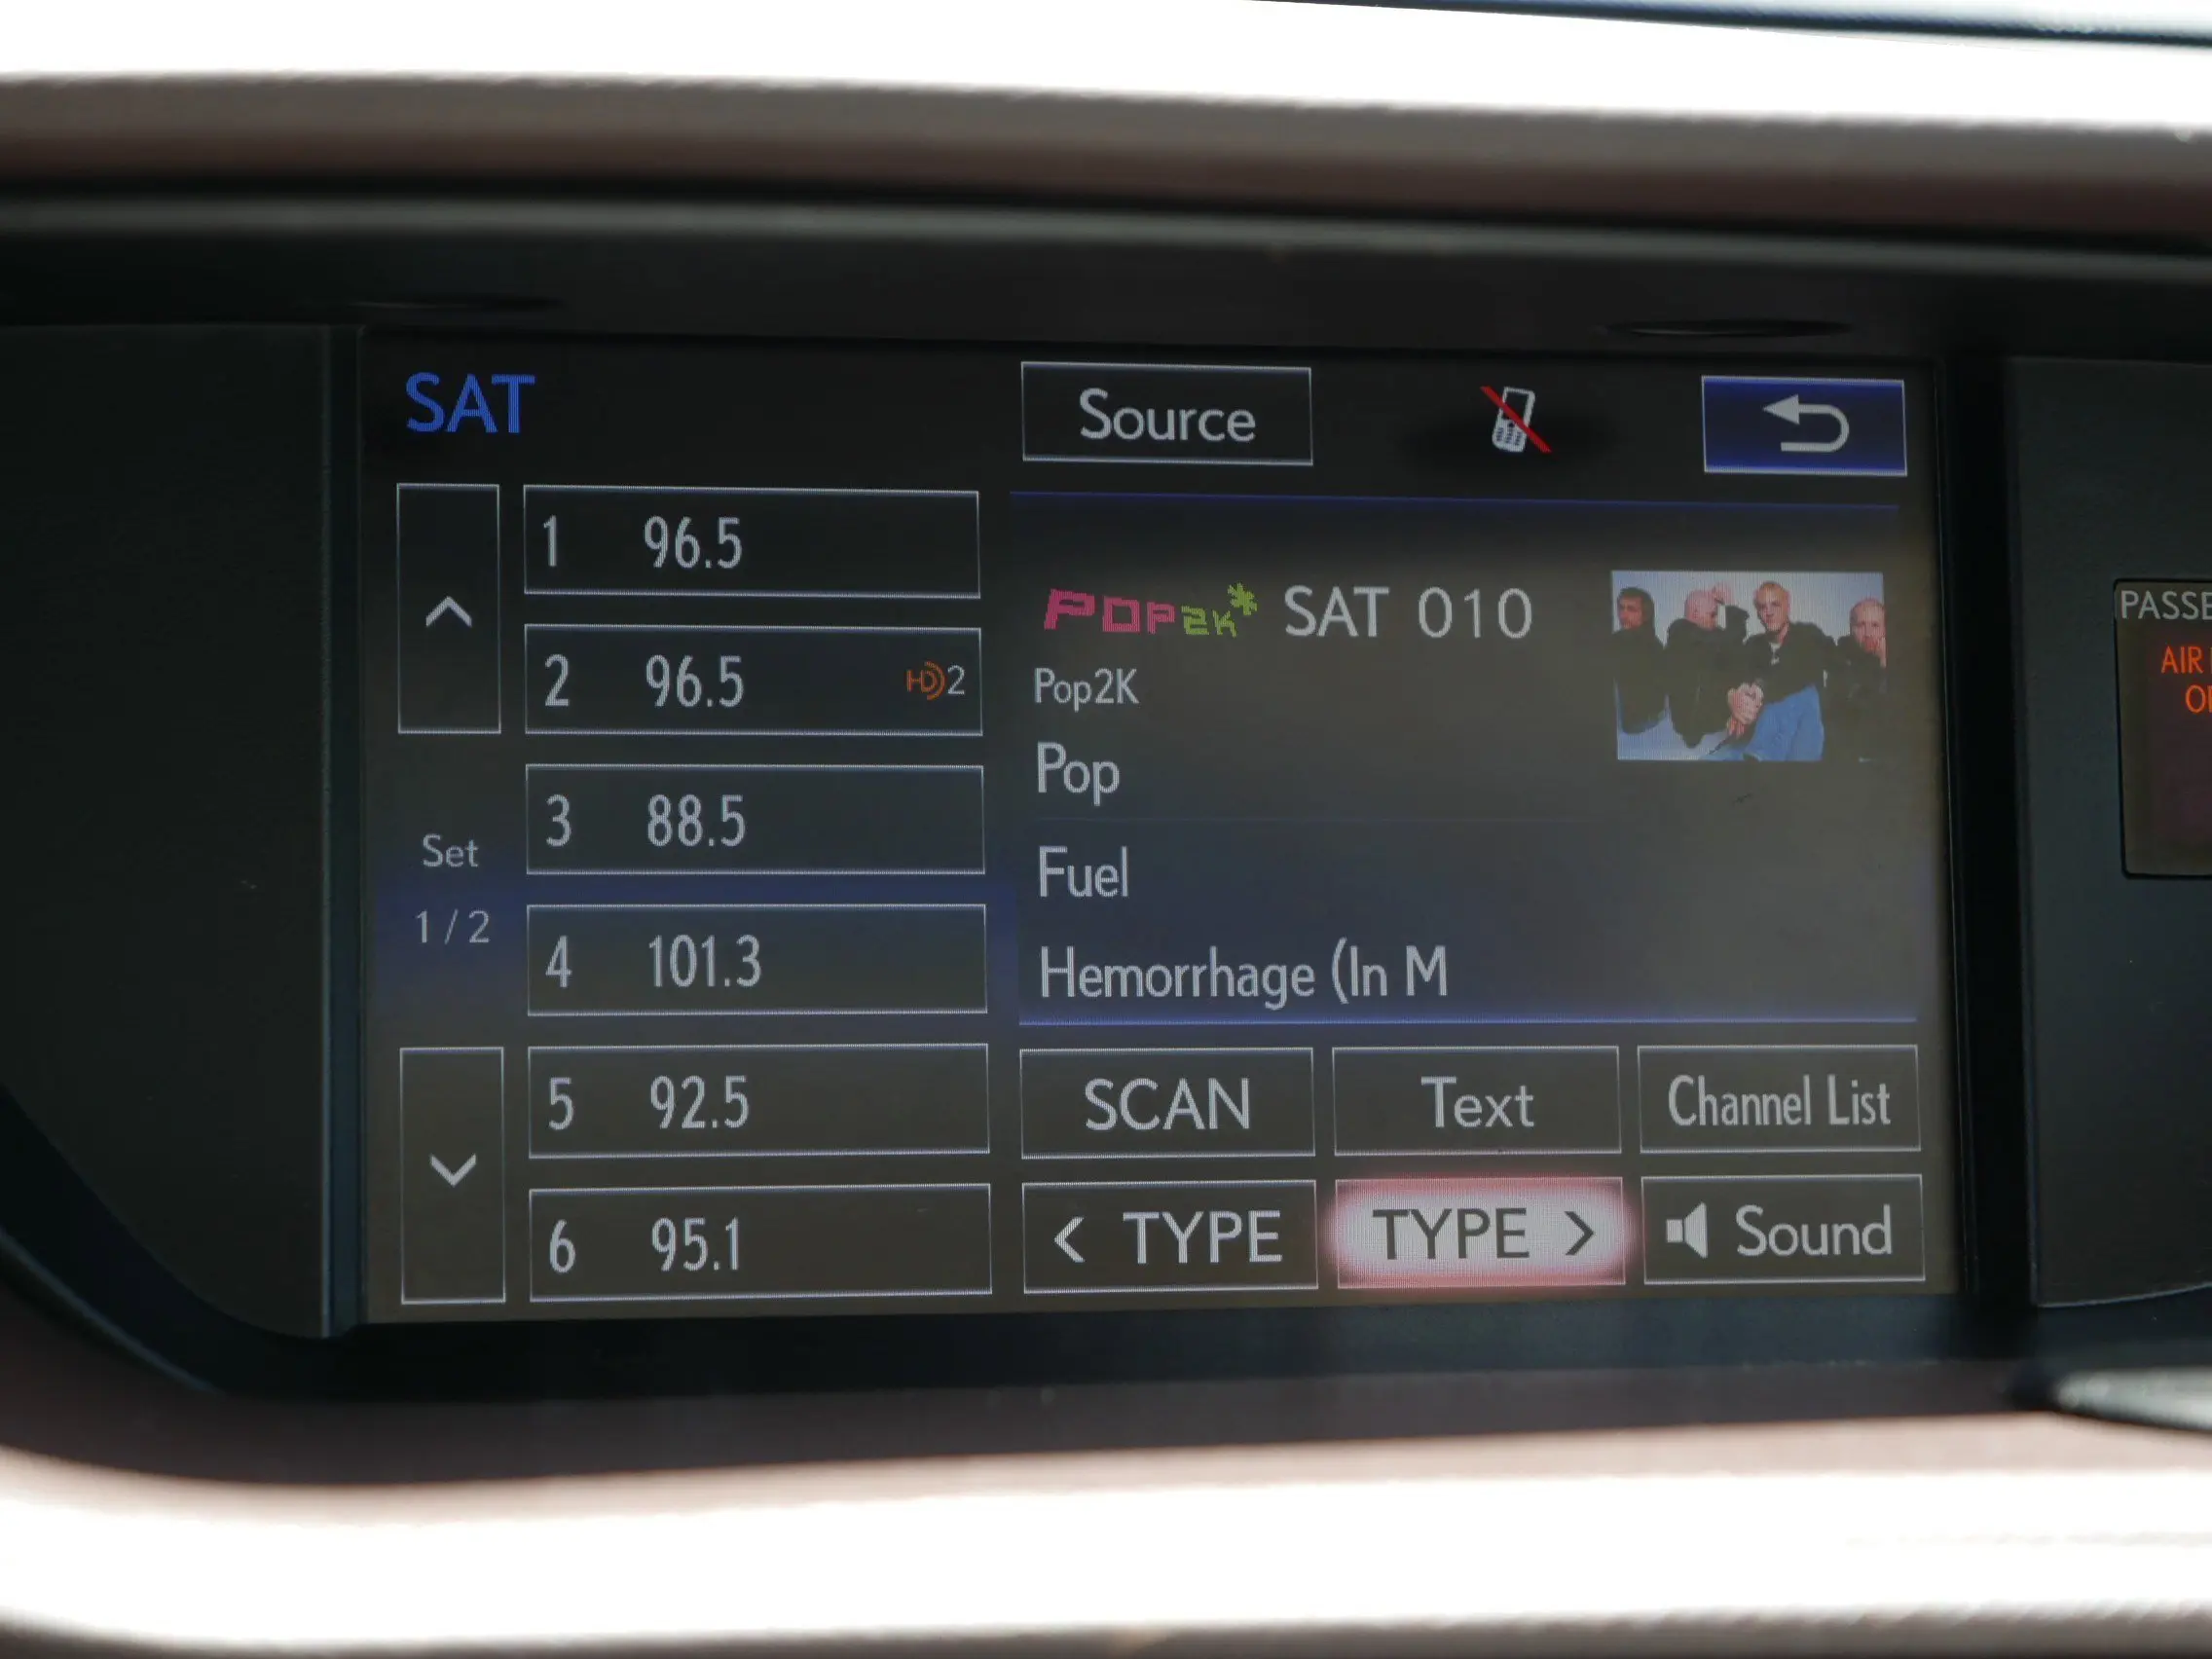 SAT
Source
1 96.5
2 96.5 HD 2
3 88.5
4 101.3
5 92.5
6 95.1
Set
1 / 2
POP2K* SAT 010
Pop2K
Pop
Fuel
Hemorrhage (In M
SCAN
Text
Channel List
< TYPE
TYPE >
Sound
PASSE
AIR